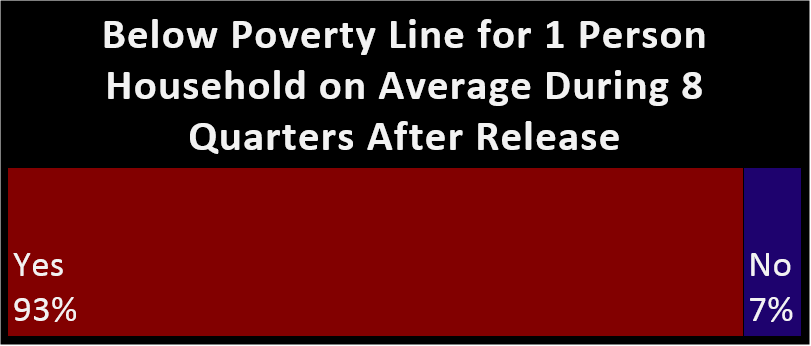 Below Poverty Line for 1 Person
Household on Average During 8
Quarters After Release
Yes
93%
No
7%